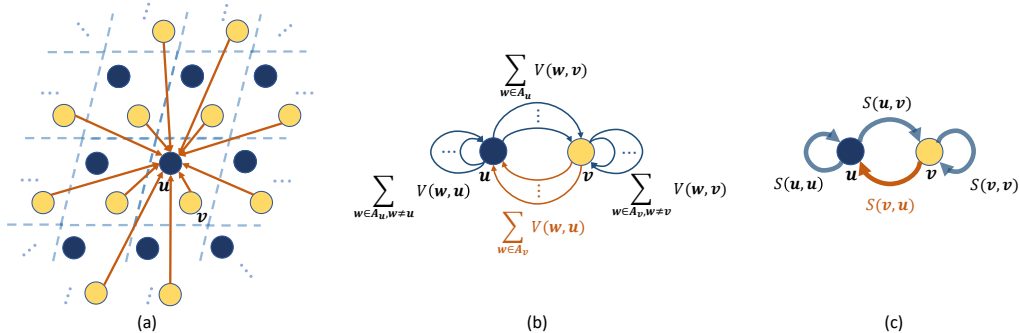 u
v
∑ V(w, v)
w∈A_u
∑ V(w, u)
w∈A_u, w≠u
u
v
∑ V(w, v)
w∈A_v, w≠v
∑ V(w, u)
w∈A_v
S(u, v)
S(u, u)
u
v
S(v, v)
S(v, u)
(a)
(b)
(c)